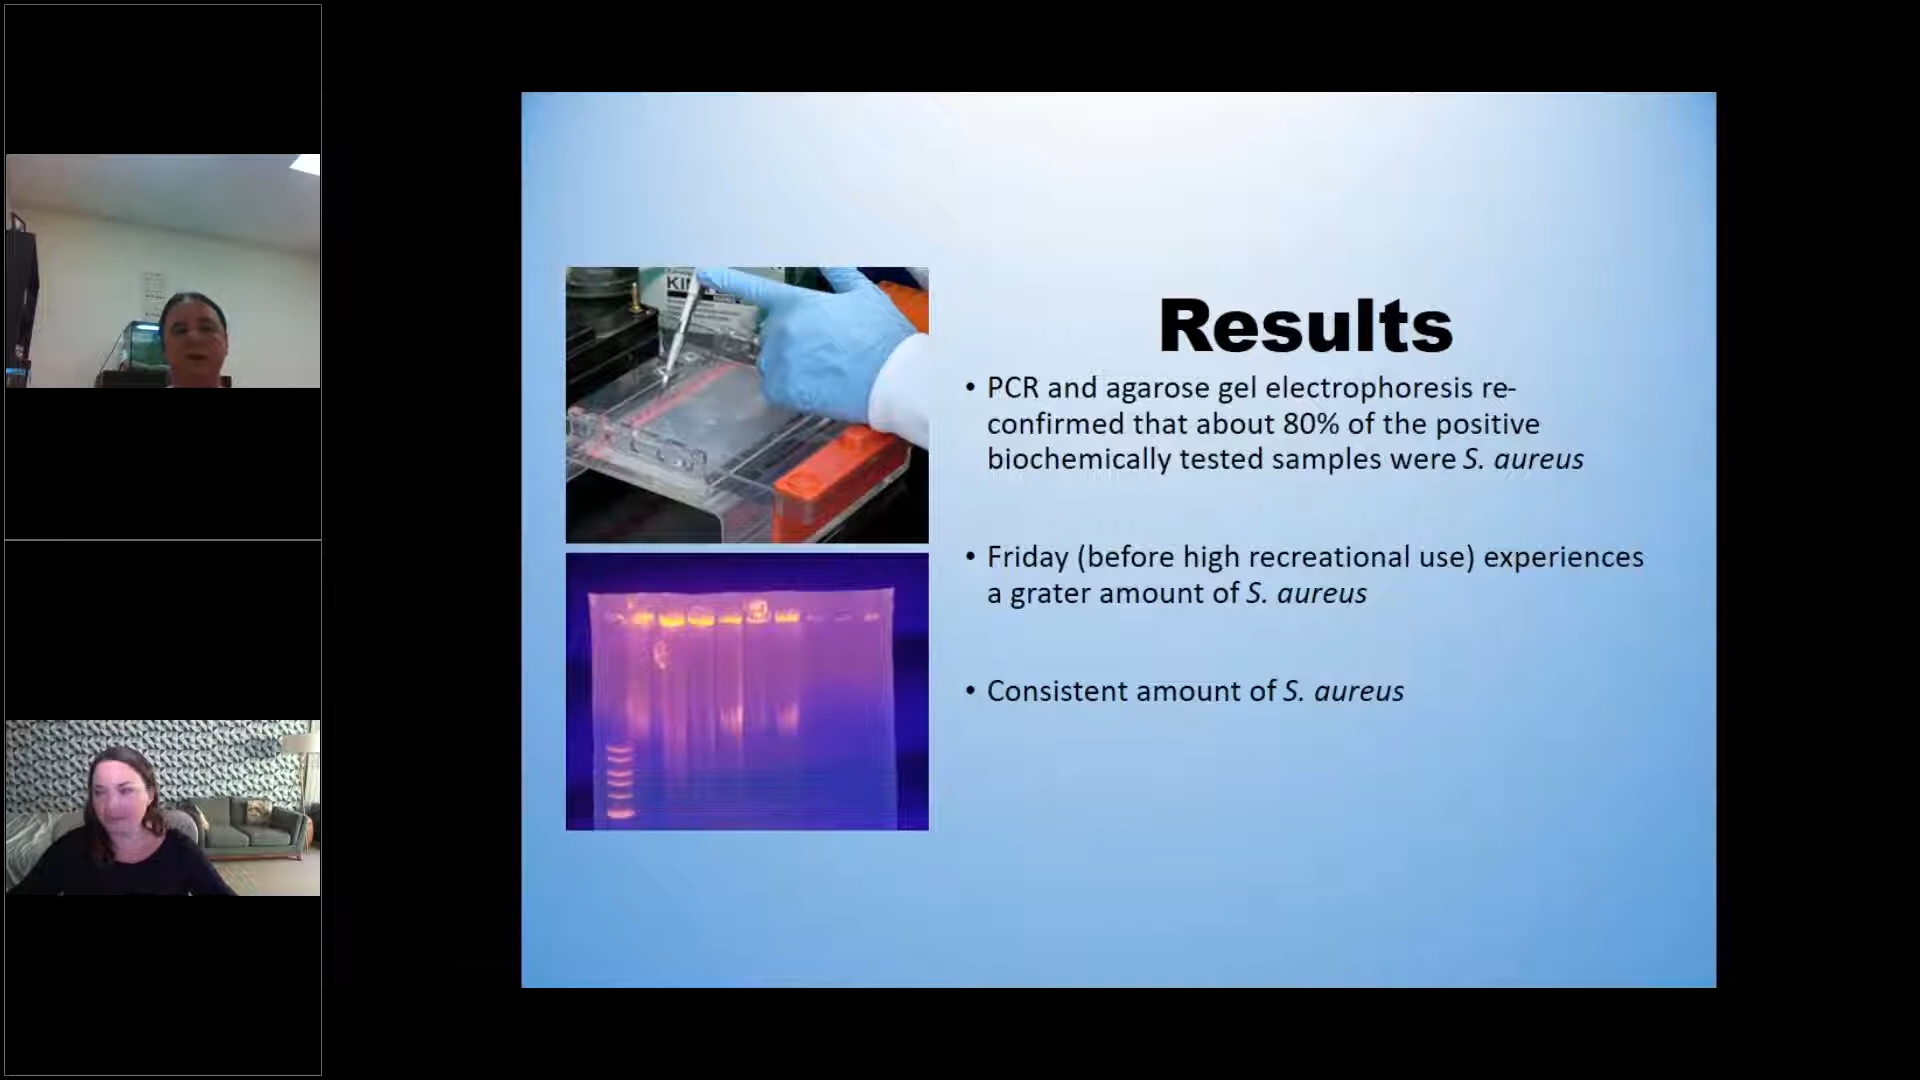 Results
• PCR and agarose gel electrophoresis re-
confirmed that about 80% of the positive
biochemically tested samples were S. aureus
• Friday (before high recreational use) experiences
a grater amount of S. aureus
• Consistent amount of S. aureus